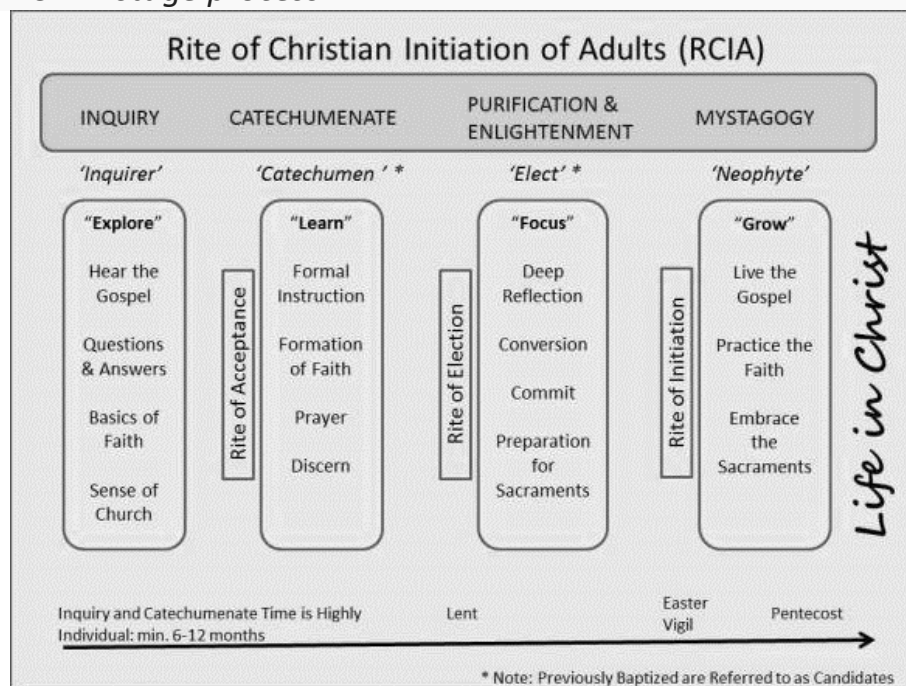 Rite of Christian Initiation of Adults (RCIA)
INQUIRY
CATECHUMENATE
PURIFICATION &
ENLIGHTENMENT
MYSTAGOGY
'Inquirer'
'Catechumen ' *
'Elect' *
'Neophyte'
"Explore"
Hear the
Gospel
Questions
& Answers
Basics of
Faith
Sense of
Church
Rite of Acceptance
"Learn"
Formal
Instruction
Formation
of Faith
Prayer
Discern
Rite of Election
"Focus"
Deep
Reflection
Conversion
Commit
Preparation
for
Sacraments
Rite of Initiation
"Grow"
Live the
Gospel
Practice the
Faith
Embrace
the
Sacraments
Life in Christ
Inquiry and Catechumenate Time is Highly
Individual: min. 6-12 months
Lent
Easter
Vigil
Pentecost
* Note: Previously Baptized are Referred to as Candidates